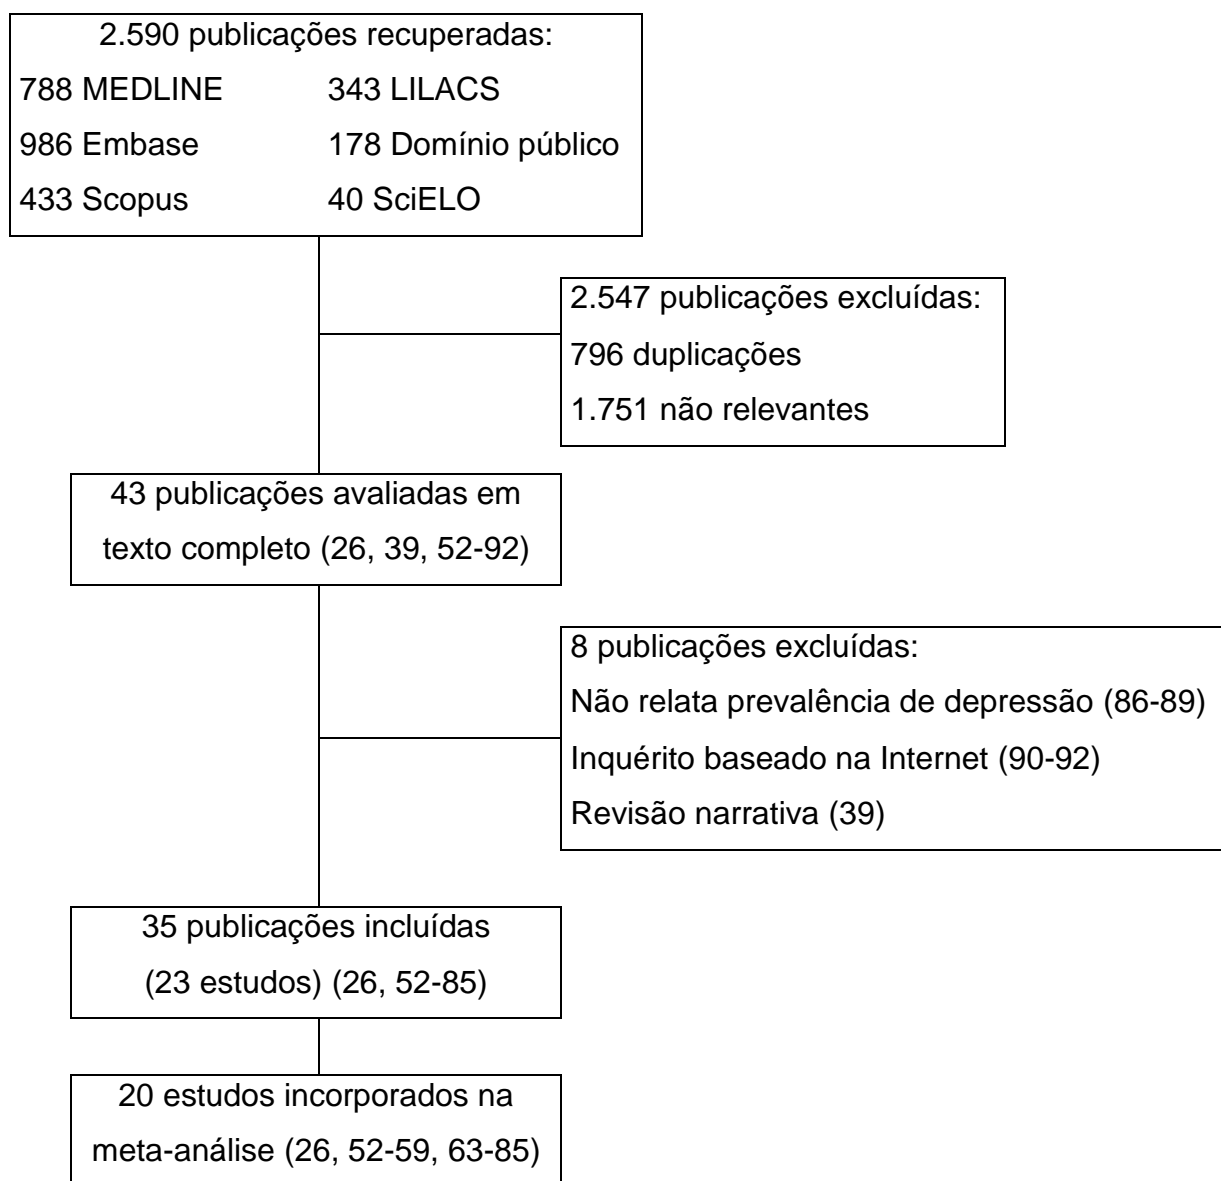 2.590 publicações recuperadas:
788 MEDLINE 343 LILACS
986 Embase 178 Domínio público
433 Scopus 40 SciELO
2.547 publicações excluídas:
796 duplicações
1.751 não relevantes
43 publicações avaliadas em
texto completo (26, 39, 52-92)
8 publicações excluídas:
Não relata prevalência de depressão (86-89)
Inquérito baseado na Internet (90-92)
Revisão narrativa (39)
35 publicações incluídas
(23 estudos) (26, 52-85)
20 estudos incorporados na
meta-análise (26, 52-59, 63-85)